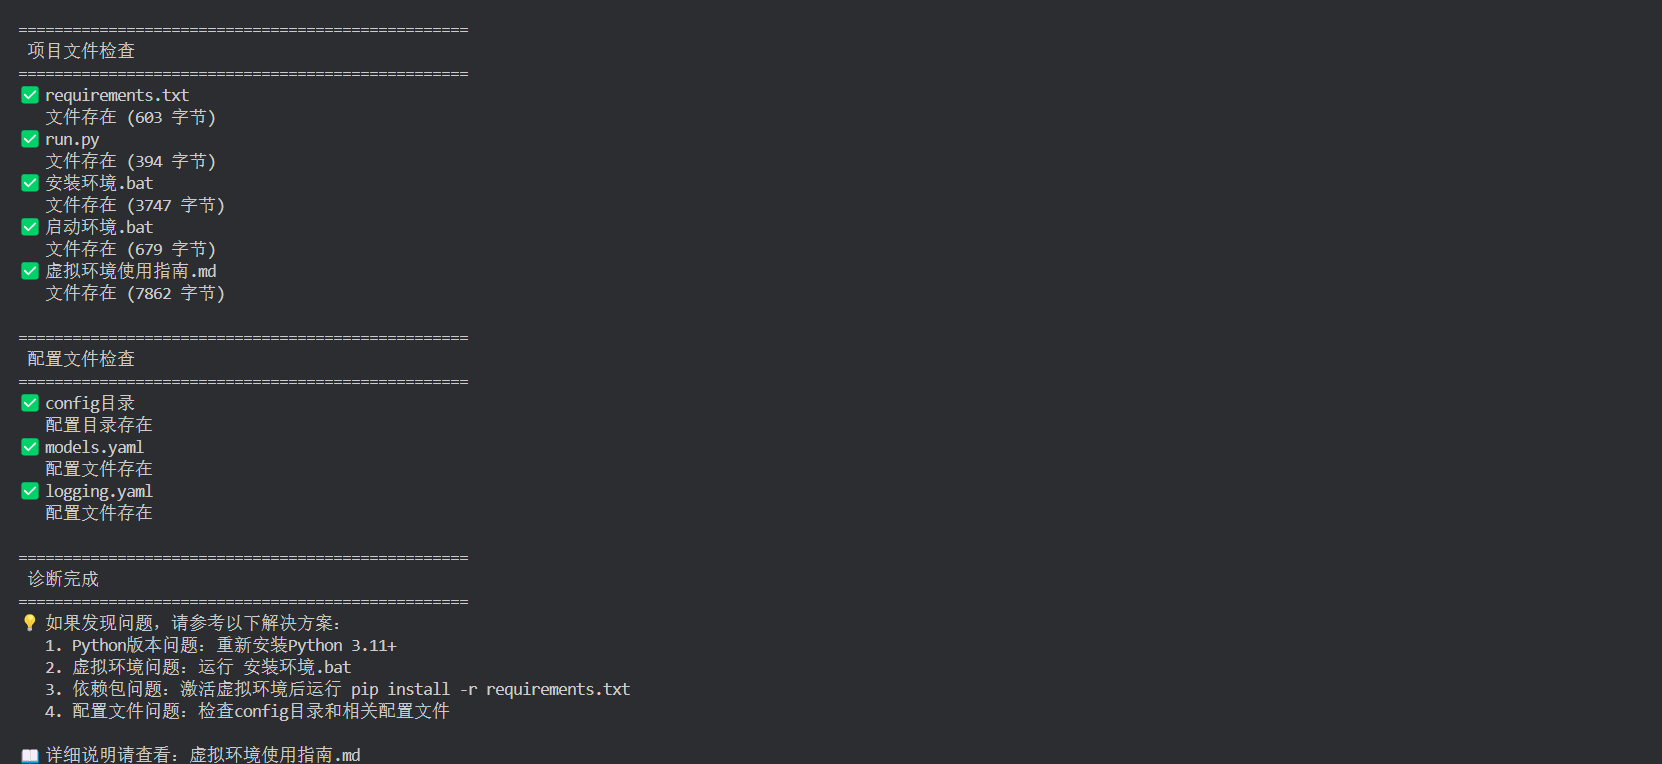 ==================================================
项目文件检查
==================================================
✅ requirements.txt
文件存在 (603 字节)
✅ run.py
文件存在 (394 字节)
✅ 安装环境.bat
文件存在 (3747 字节)
✅ 启动环境.bat
文件存在 (679 字节)
✅ 虚拟环境使用指南.md
文件存在 (7862 字节)
==================================================
配置文件检查
==================================================
✅ config目录
配置目录存在
✅ models.yaml
配置文件存在
✅ logging.yaml
配置文件存在
==================================================
诊断完成
==================================================
💡 如果发现问题，请参考以下解决方案：
1. Python版本问题：重新安装Python 3.11+
2. 虚拟环境问题：运行 安装环境.bat
3. 依赖包问题：激活虚拟环境后运行 pip install -r requirements.txt
4. 配置文件问题：检查config目录和相关配置文件
📖 详细说明请查看：虚拟环境使用指南.md